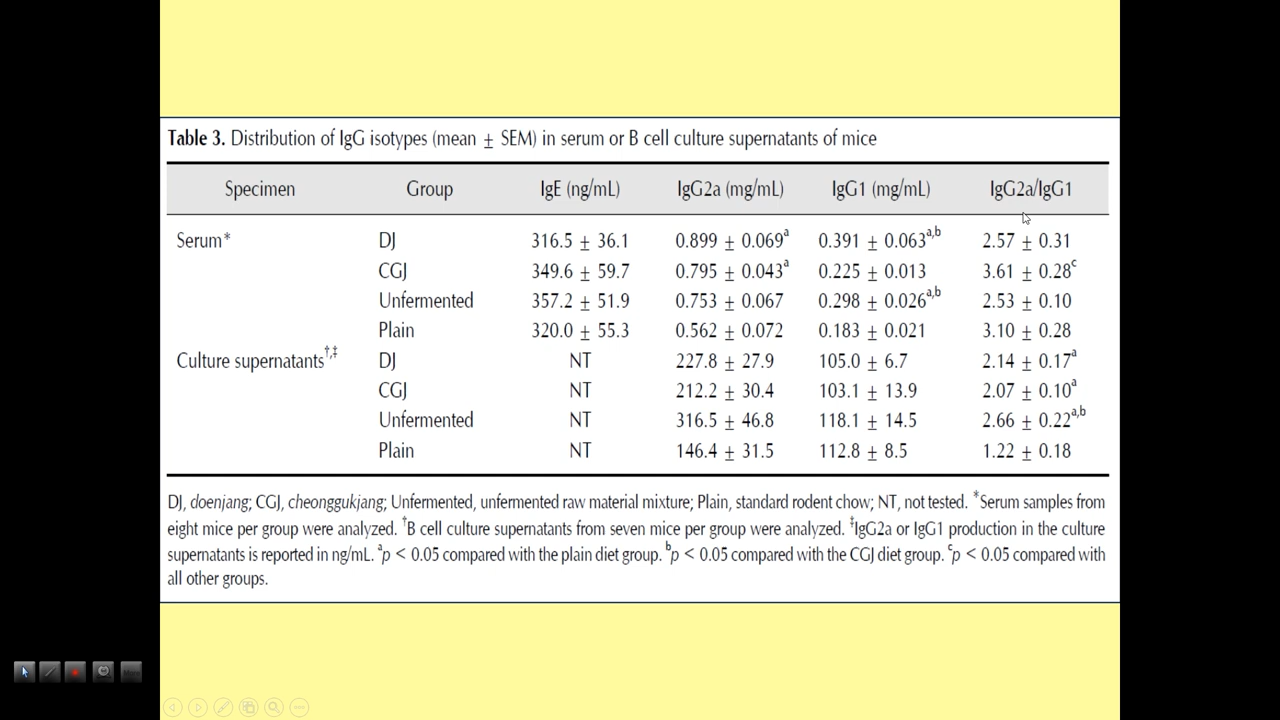 Table 3. Distribution of IgG isotypes (mean ± SEM) in serum or B cell culture supernatants of mice
Specimen Group IgE (ng/mL) IgG2a (mg/mL) IgG1 (mg/mL) IgG2a/IgG1
Serum* DJ 316.5 ± 36.1 0.899 ± 0.069a 0.391 ± 0.063a,b 2.57 ± 0.31
CGJ 349.6 ± 59.7 0.795 ± 0.043a 0.225 ± 0.013 3.61 ± 0.28c
Unfermented 357.2 ± 51.9 0.753 ± 0.067 0.298 ± 0.026a,b 2.53 ± 0.10
Plain 320.0 ± 55.3 0.562 ± 0.072 0.183 ± 0.021 3.10 ± 0.28
Culture supernatants†,‡ DJ NT 227.8 ± 27.9 105.0 ± 6.7 2.14 ± 0.17a
CGJ NT 212.2 ± 30.4 103.1 ± 13.9 2.07 ± 0.10a
Unfermented NT 316.5 ± 46.8 118.1 ± 14.5 2.66 ± 0.22a,b
Plain NT 146.4 ± 31.5 112.8 ± 8.5 1.22 ± 0.18
DJ, doenjang; CGJ, cheonggukjang; Unfermented, unfermented raw material mixture; Plain, standard rodent chow; NT, not tested. *Serum samples from
eight mice per group were analyzed. †B cell culture supernatants from seven mice per group were analyzed. ‡IgG2a or IgG1 production in the culture
supernatants is reported in ng/mL. ap < 0.05 compared with the plain diet group. bp < 0.05 compared with the CGJ diet group. cp < 0.05 compared with
all other groups.